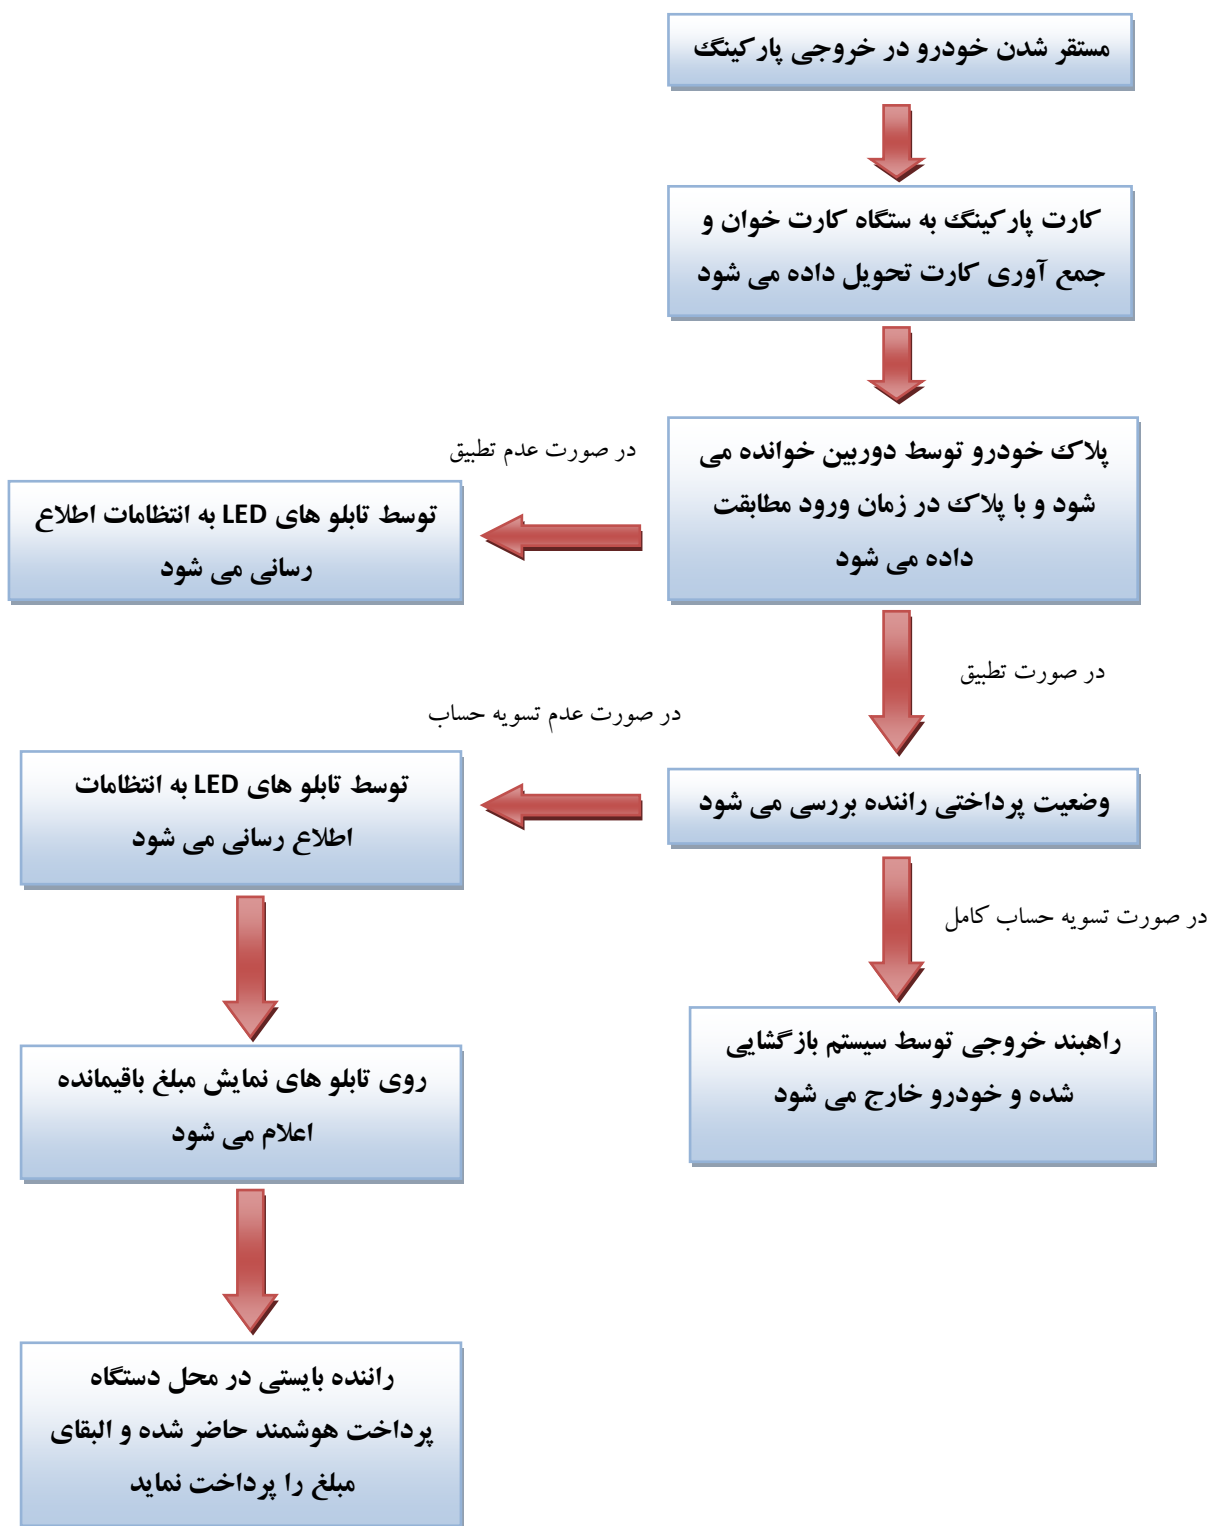 مستقر شدن خودرو در خروجی پارکینگ
کارت پارکینگ به ستگاه کارت خوان و
جمع آوری کارت تحویل داده می شود
پلاک خودرو توسط دوربین خوانده می
شود و با پلاک در زمان ورود مطابقت
داده می شود
در صورت عدم تطبیق
توسط تابلو های LED به انتظامات اطلاع
رسانی می شود
در صورت تطبیق
وضعیت پرداختی راننده بررسی می شود
در صورت عدم تسویه حساب
توسط تابلو های LED به انتظامات
اطلاع رسانی می شود
در صورت تسویه حساب کامل
راهبند خروجی توسط سیستم بازگشایی
شده و خودرو خارج می شود
روی تابلو های نمایش مبلغ باقیمانده
اعلام می شود
راننده بایستی در محل دستگاه
پرداخت هوشمند حاضر شده و البقای
مبلغ را پرداخت نماید